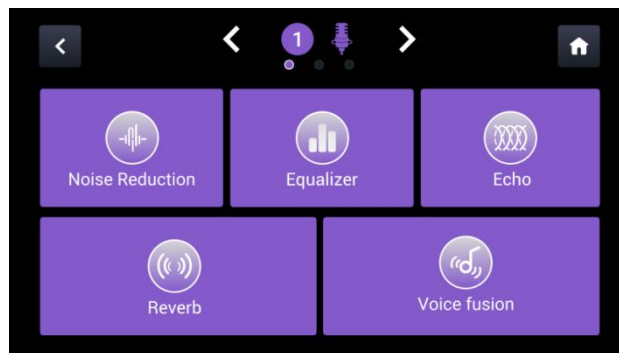 1
Noise Reduction
Equalizer
Echo
Reverb
Voice fusion